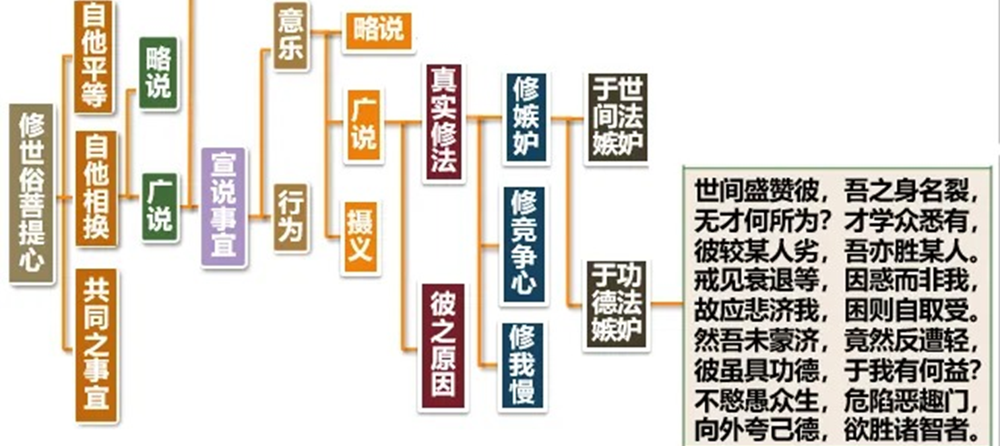 修世俗菩提心
自他平等
自他相换
共同之事宜
略说
广说
宣说事宜
意乐
行为
略说
广说
摄义
真实修法
彼之原因
修嫉妒
修竞争心
修我慢
于世
间法
嫉妒
于功
德法
嫉妒
世间盛赞彼，吾之身名裂，
无才何所为？才学众悉有，
彼较某人劣，吾亦胜某人。
戒见衰退等，因惑而非我，
故应悲济我，困则自取受。
然吾未蒙济，竟然反遭轻，
彼虽具功德，于我有何益？
不愍愚众生，危陷恶趣门，
向外夸己德，欲胜诸智者。